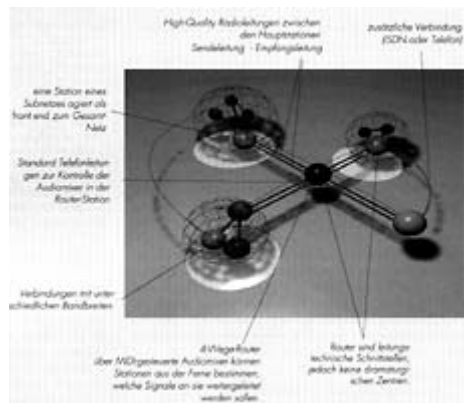 High-Quality Radioleitungen zwischen
den Hauptstationen
Sendeleitung - Empfangsleitung
zusätzliche Verbindung
(ISDN oder Telefon)
eine Station eines
Subnetzes agiert als
front end zum Gesamt-
Netz
Standard Telefonleitun-
gen zur Kontrolle der
Audiomixer in der
Router-Station
Verbindungen mit unter
schiedlichen Bandbreiten
4-Wege-Router
über MIDI-gesteuerte Audiomixer können
Stationen aus der Ferne bestimmen,
welche Signale an sie weitergeleitet
werden sollen.
Router sind leitungs
technische Schnittstellen,
jedoch keine dramaturgi
schen Zentren.